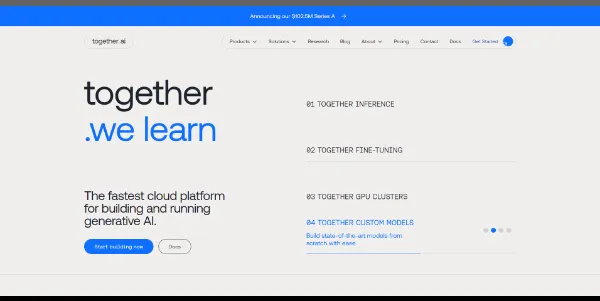 Announcing our $102.5M Series A →
together.ai
Products Solutions Research Blog About Pricing Contact Docs Get Started
together
.we learn
01 TOGETHER INFERENCE
02 TOGETHER FINE-TUNING
03 TOGETHER GPU CLUSTERS
04 TOGETHER CUSTOM MODELS
Build state-of-the-art models from
scratch with ease
The fastest cloud platform
for building and running
generative AI.
Start building now Docs